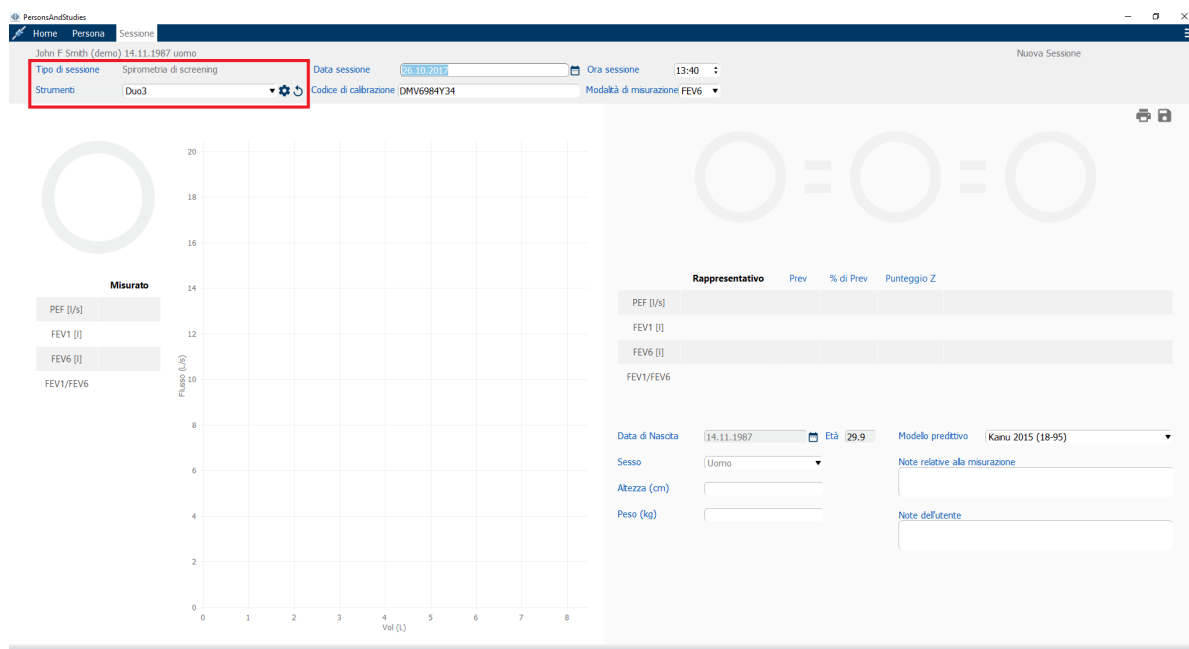 PersonsAndStudies
Home Persona Sessione
John F Smith (demo) 14.11.1987 uomo Nuova Sessione
Tipo di sessione Spirometria di screening Data sessione 26.10.2017 Ora sessione 13:40
Strumenti Duo3 Codice di calibrazione DMV6984Y34 Modalità di misurazione FEV6
20
18
16
14
12
10
8
6
4
2
0
Flusso (L/s)
0 1 2 3 4 5 6 7 8
Vol (L)
Misurato
PEF [l/s]
FEV1 [l]
FEV6 [l]
FEV1/FEV6
Rappresentativo Prev % di Prev Punteggio Z
PEF [l/s]
FEV1 [l]
FEV6 [l]
FEV1/FEV6
Data di Nascita 14.11.1987 Età 29.9 Modello predittivo Kainu 2015 (18-95)
Sesso Uomo Note relative alla misurazione
Altezza (cm)
Peso (kg) Note dell'utente